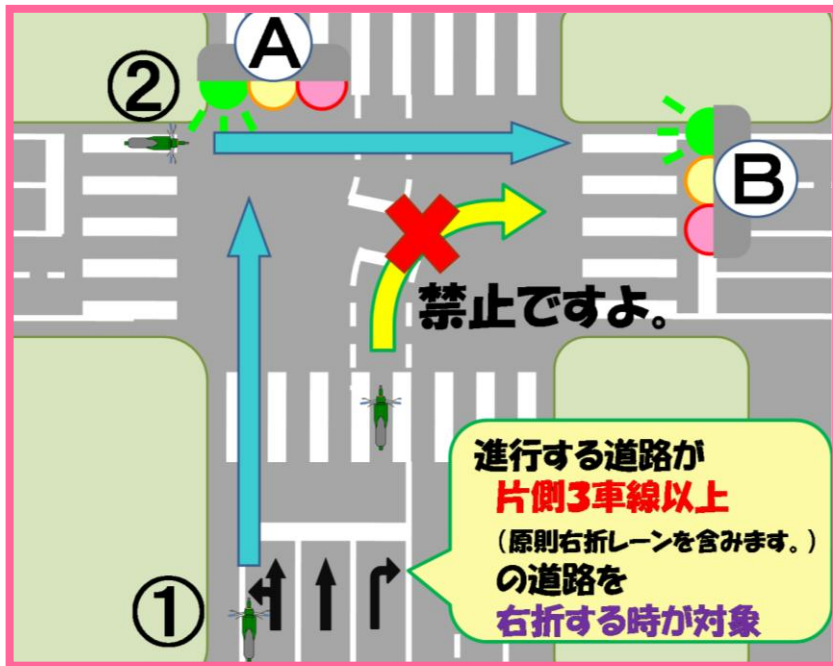 A
②
B
禁止ですよ。
進行する道路が
片側3車線以上
(原則右折レーンを含みます。)
の道路を
右折する時が対象
①